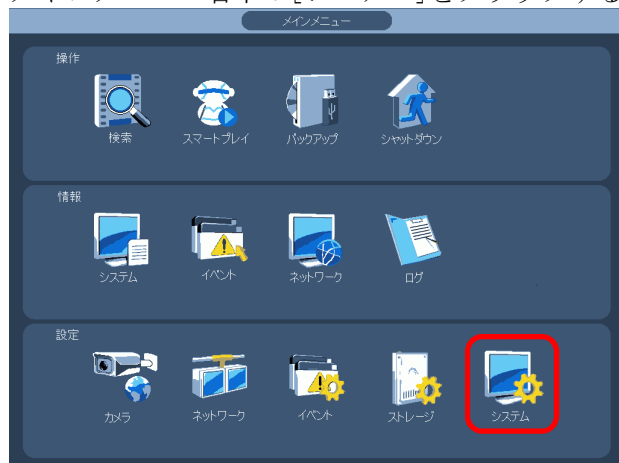 メインメニュー
操作
検索
スマートプレイ
バックアップ
シャットダウン
情報
システム
イベント
ネットワーク
ログ
設定
カメラ
ネットワーク
イベント
ストレージ
システム